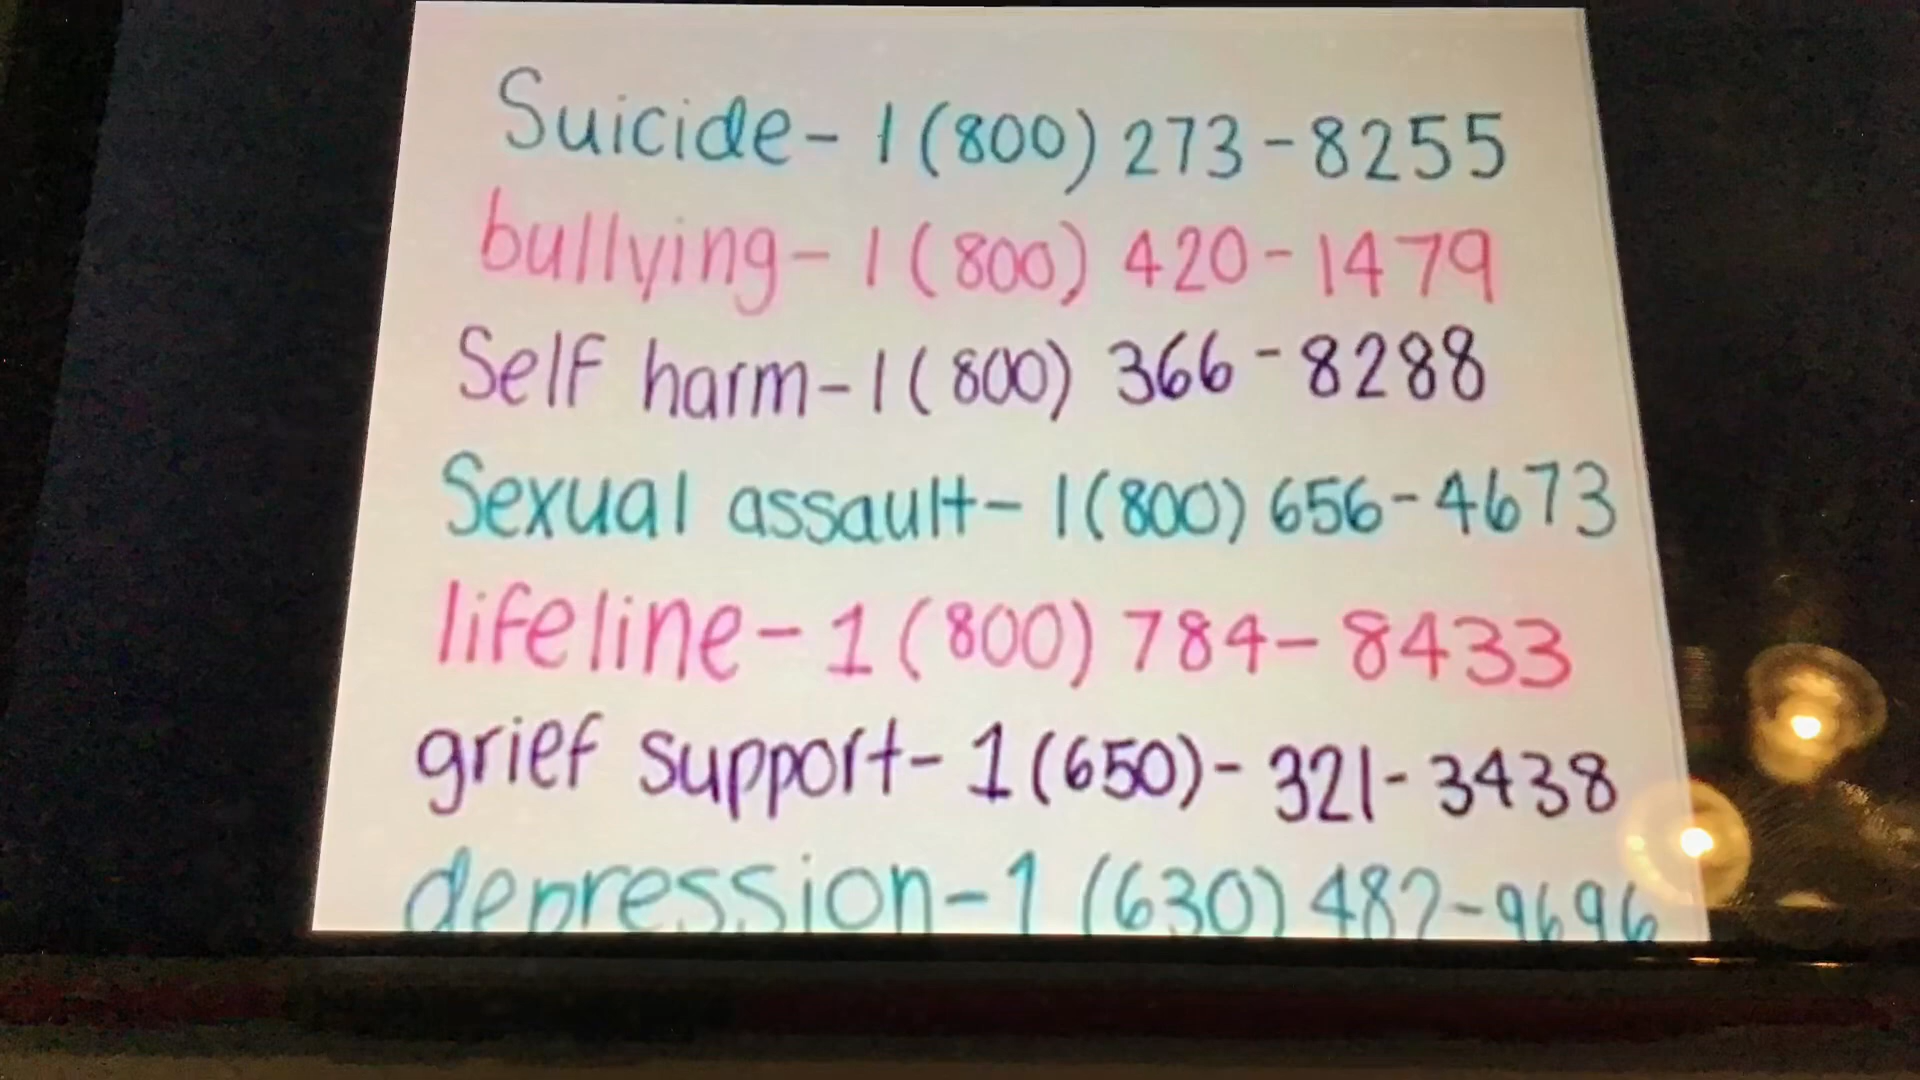 Suicide- 1 (800) 273-8255
bullying- 1 (800) 420-1479
Self harm- 1 (800) 366-8288
Sexual assault- 1(800) 656-4673
lifeline- 1 (800) 784-8433
grief support- 1 (650)- 321-3438
depression-1 (630) 482-9696